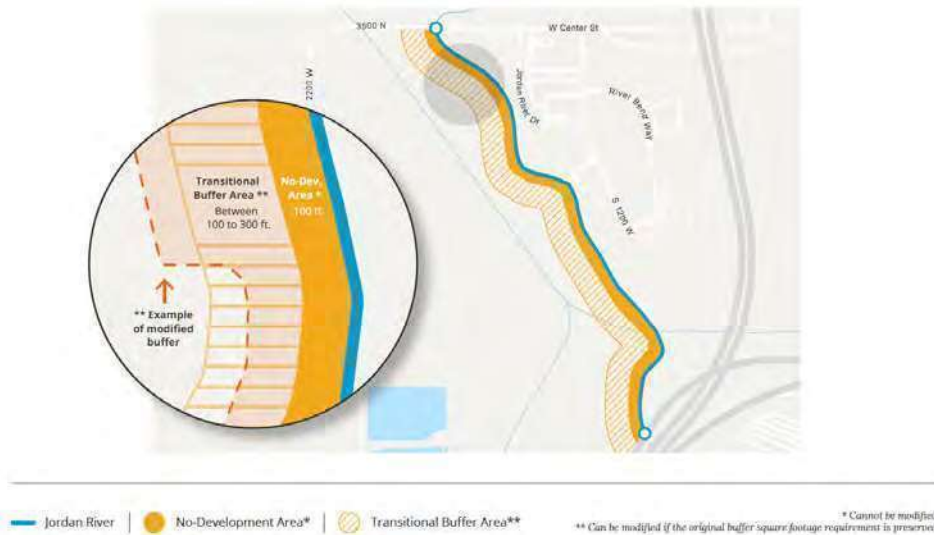 3500 N
W Center St
2200 W
Jordan River Dr
River Bend Way
S 1200 W
Transitional
Buffer Area **
Between
100 to 300 ft.
No-Dev.
Area *
100 ft
** Example
of modified
buffer
Jordan River
No-Development Area*
Transitional Buffer Area**
* Cannot be modified
** Can be modified if the original buffer square footage requirement is preserved